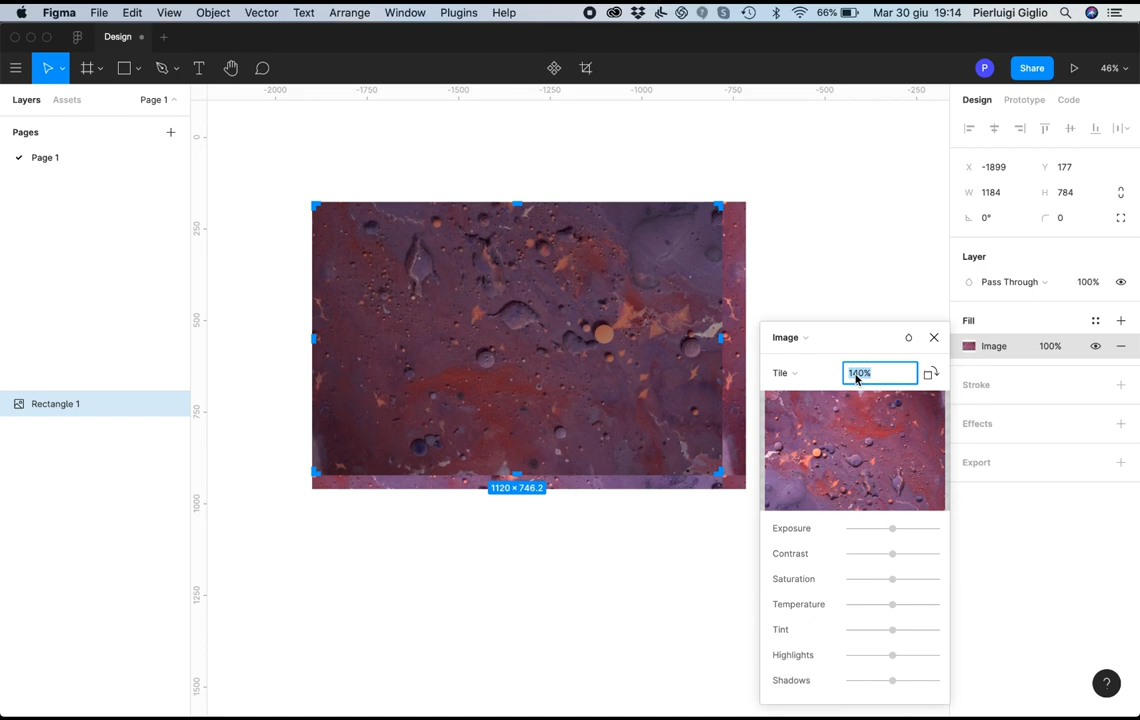 Figma File Edit View Object Vector Text Arrange Window Plugins Help 66% Mar 30 giu 19:14 Pierluigi Giglio
Design
P Share 46%
Layers Assets Page 1
-2000 -1750 -1500 -1250 -1000 -750 -500 -250
Design Prototype Code
Pages
Page 1
X -1899 Y 177
W 1184 H 784
0° 0
Layer
Pass Through 100%
Fill
Image 100%
Stroke
Effects
Export
0
250
500
750
1000
1250
1500
Rectangle 1
1120 × 746.2
Image
Tile 140%
Exposure
Contrast
Saturation
Temperature
Tint
Highlights
Shadows
?